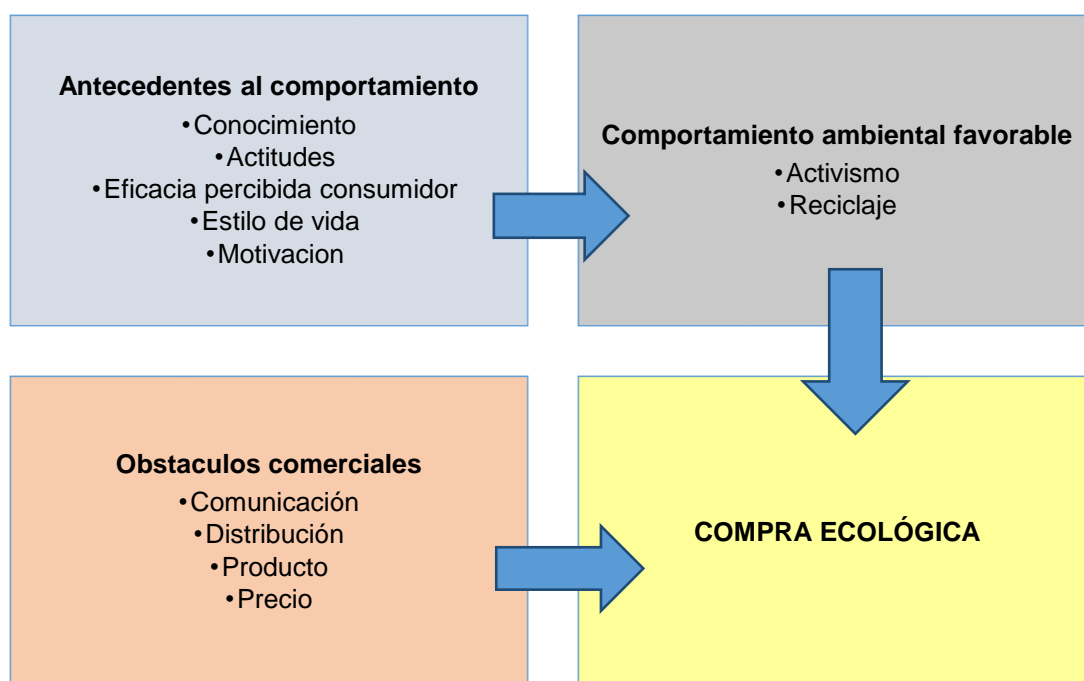 Antecedentes al comportamiento
•Conocimiento
•Actitudes
•Eficacia percibida consumidor
•Estilo de vida
•Motivacion
Comportamiento ambiental favorable
•Activismo
•Reciclaje
Obstaculos comerciales
•Comunicación
•Distribución
•Producto
•Precio
COMPRA ECOLÓGICA